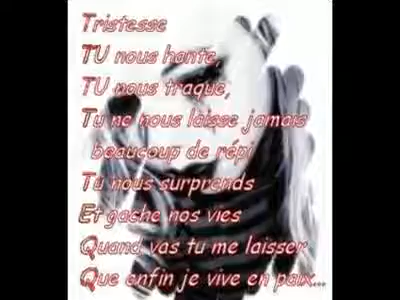 Tristesse
TU nous hante,
TU nous traque,
Tu ne nous laisse jamais
beaucoup de répi
Tu nous surprends
Et gache nos vies
Quand vas tu me laisser
Que enfin je vive en paix...